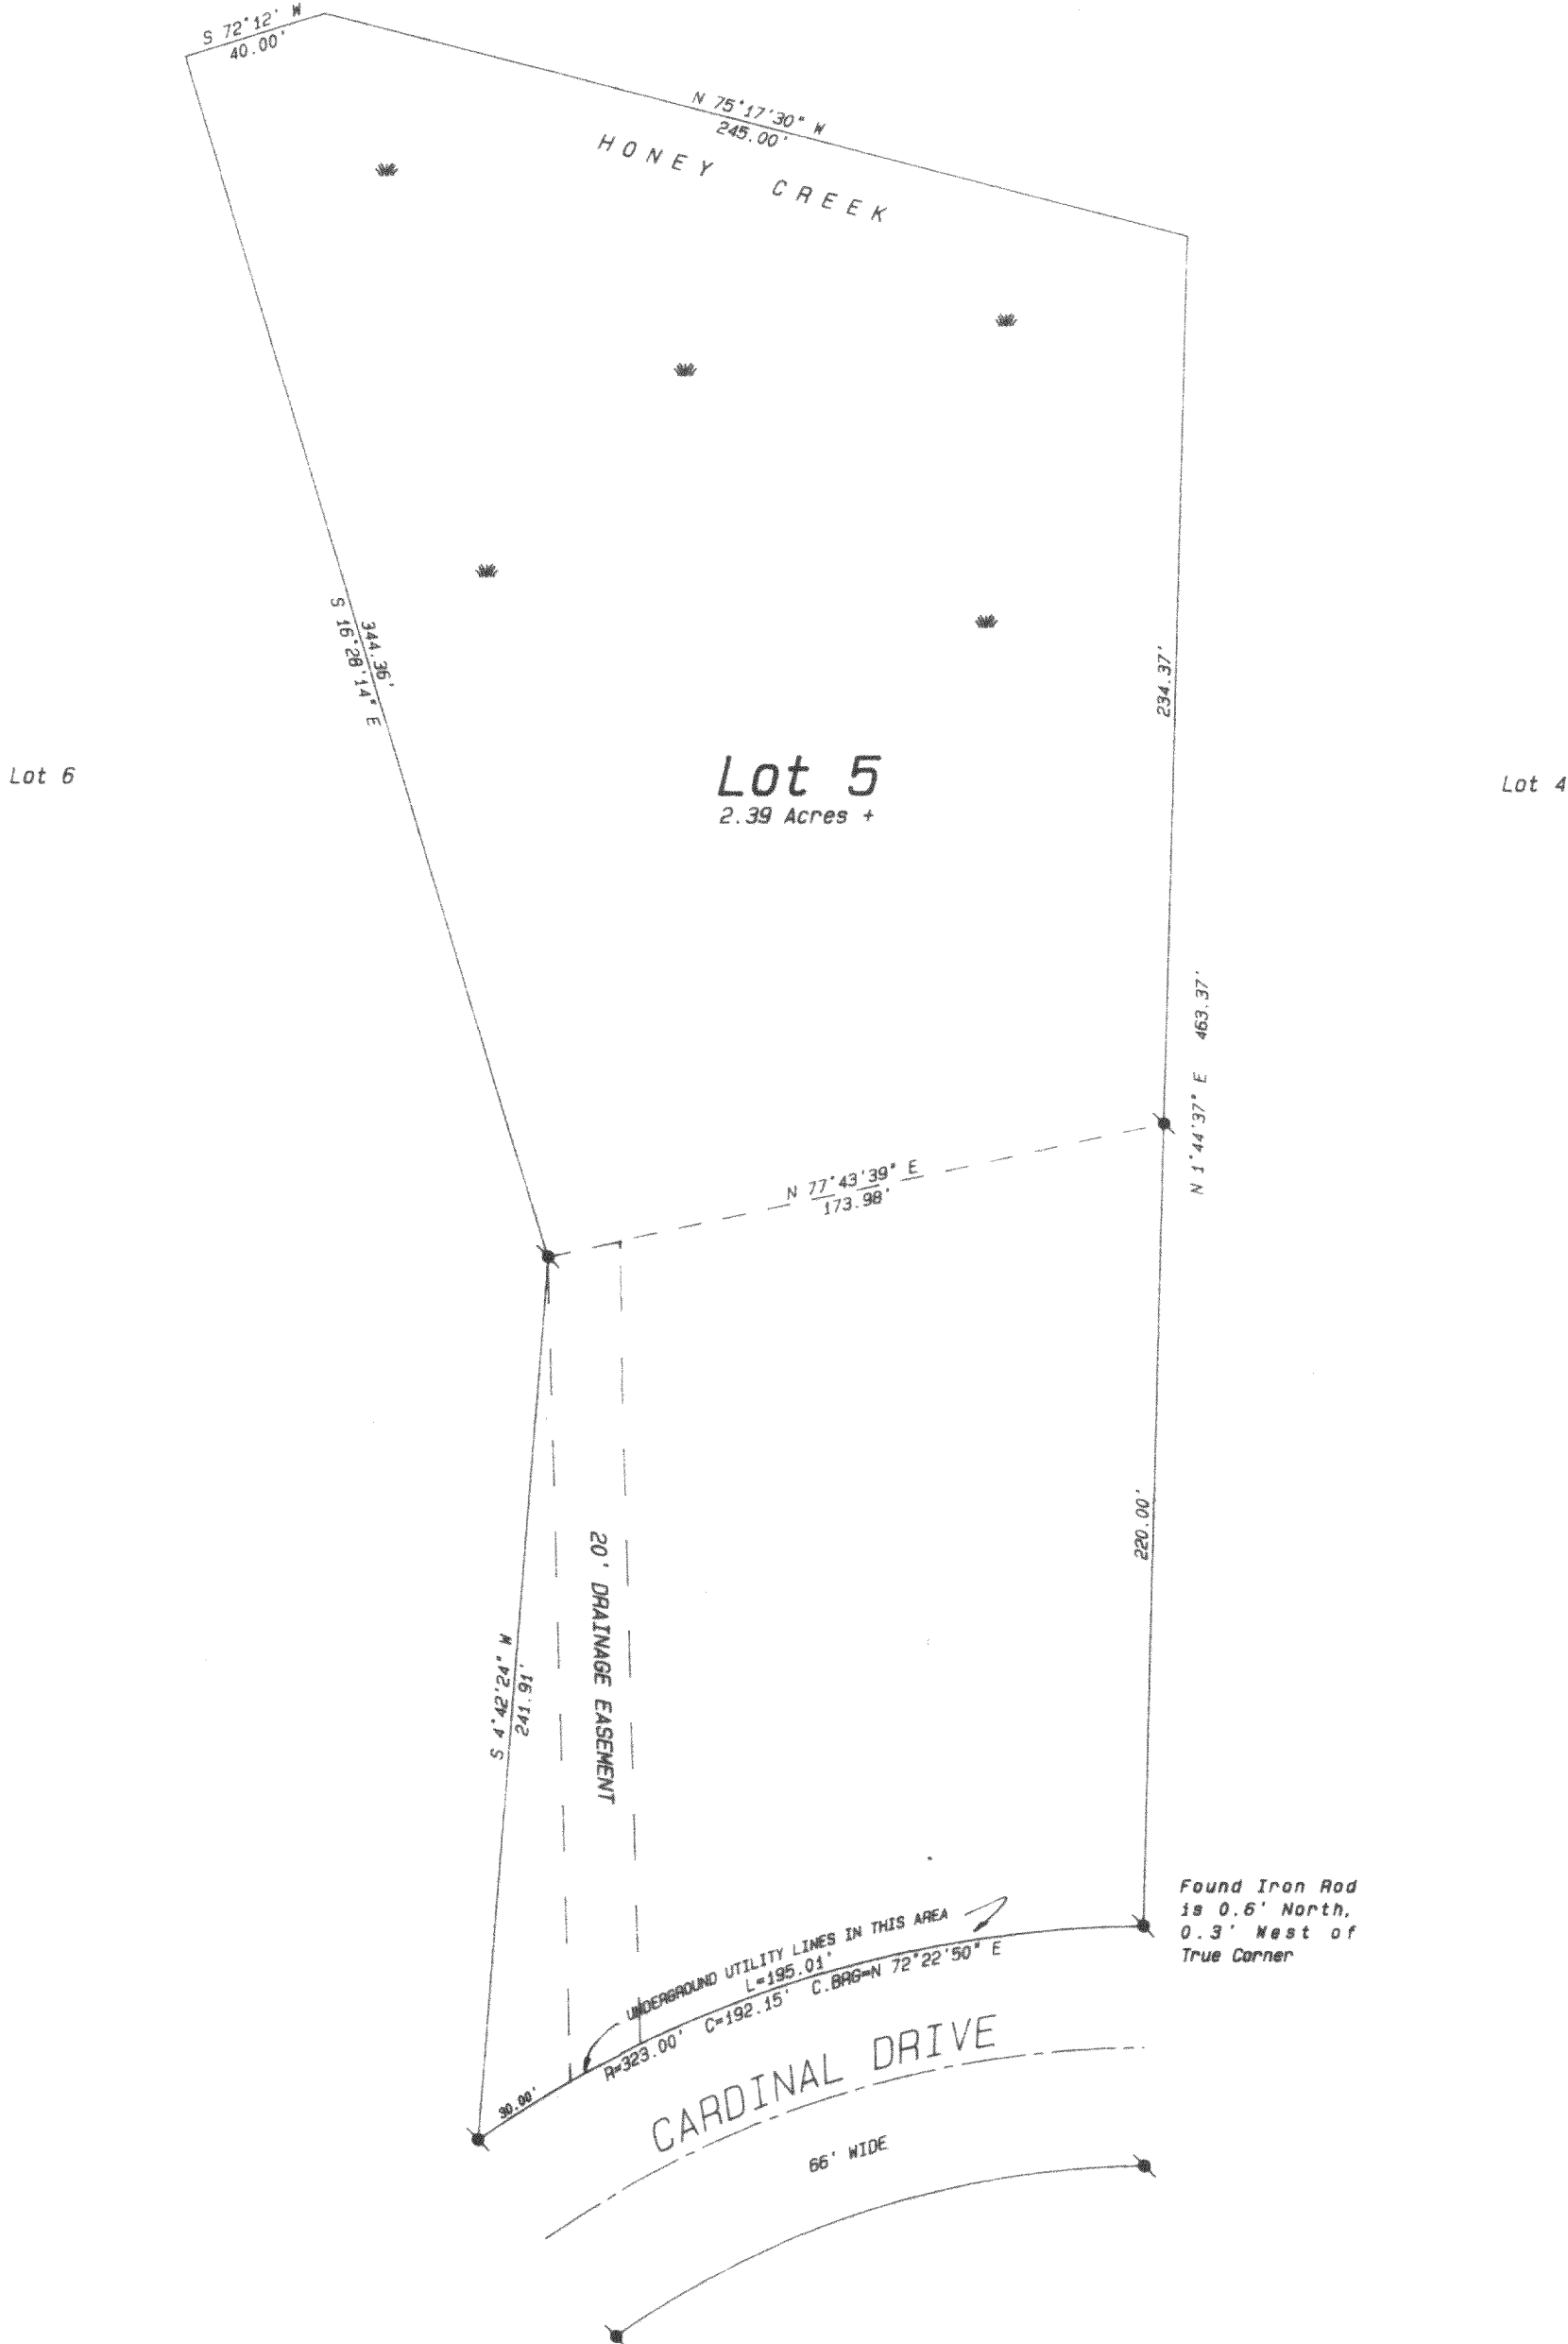 S 72°12' W
40.00'
N 75°17'30" W
245.00'
HONEY CREEK
344.36'
S 16°28'14" E
234.37'
Lot 6
Lot 5
2.39 Acres +
Lot 4
N 1°44'37" E 463.37'
N 77°43'39" E
173.98'
220.00'
20' DRAINAGE EASEMENT
S 4°42'24" W
241.91'
Found Iron Rod
is 0.6' North,
0.3' West of
True Corner
UNDERGROUND UTILITY LINES IN THIS AREA
L=195.01'
R=323.00' C=192.15' C.BRG=N 72°22'50" E
30.00'
CARDINAL DRIVE
66' WIDE